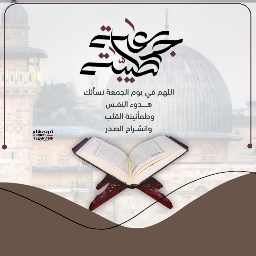 جمعة
طيبة
اللهم في يوم الجمعة نسألك
هدوء النفس
وطمأنينة القلب
وانشراح الصدر